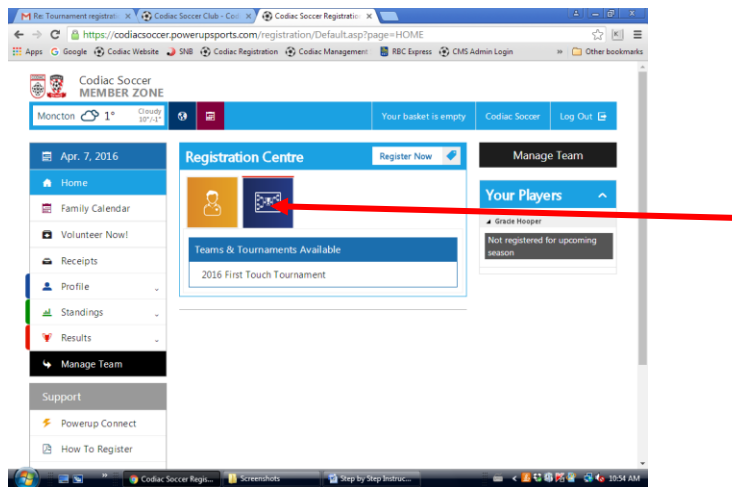 Re: Tournament registrati
Codiac Soccer Club - Codi
Codiac Soccer Registratio
https://codiacsoccer.powerupsports.com/registration/Default.asp?page=HOME
Apps Google Codiac Website SNB Codiac Registration Codiac Management RBC Express CMS Admin Login » Other bookmarks
Codiac Soccer
MEMBER ZONE
Moncton 1° Cloudy
10°/-1°
Your basket is empty Codiac Soccer Log Out
Apr. 7, 2016
Home
Family Calendar
Volunteer Now!
Receipts
Profile
Standings
Results
Manage Team
Support
Powerup Connect
How To Register
Registration Centre Register Now
Teams & Tournaments Available
2016 First Touch Tournament
Manage Team
Your Players
Not registered for upcoming
season
Codiac Soccer Regis... Screenshots Step by Step Instruc... 10:54 AM